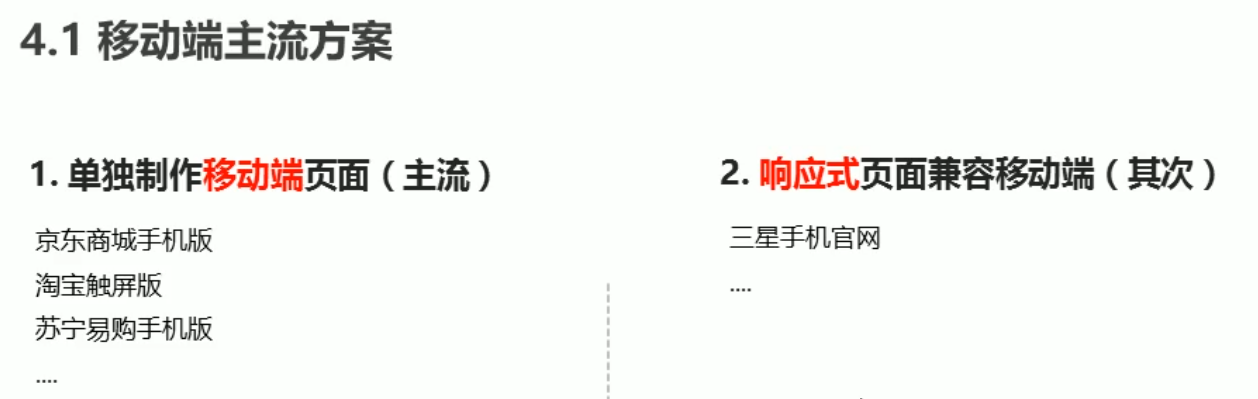 4.1 移动端主流方案
1. 单独制作移动端页面（主流）
京东商城手机版
淘宝触屏版
苏宁易购手机版
....
2. 响应式页面兼容移动端（其次）
三星手机官网
....